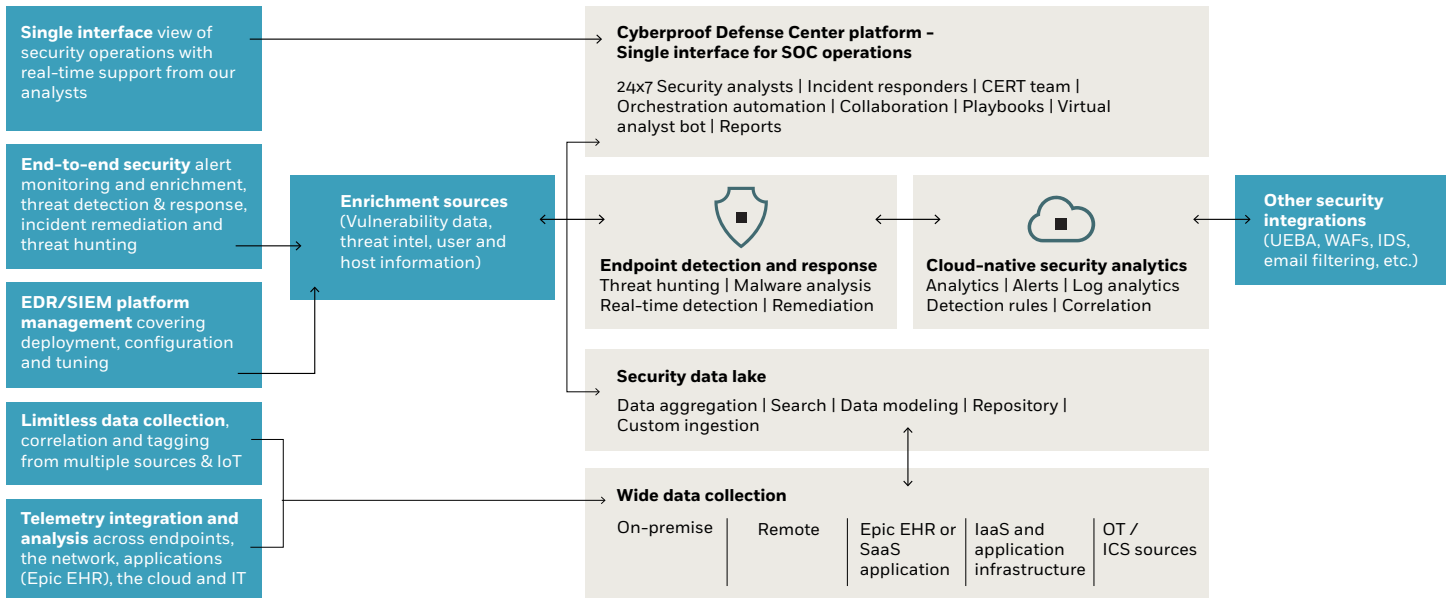 Single interface view of
security operations with
real-time support from our
analysts
End-to-end security alert
monitoring and enrichment,
threat detection & response,
incident remediation and
threat hunting
EDR/SIEM platform
management covering
deployment, configuration
and tuning
Limitless data collection,
correlation and tagging
from multiple sources & IoT
Telemetry integration and
analysis across endpoints,
the network, applications
(Epic EHR), the cloud and IT
Enrichment sources
(Vulnerability data,
threat intel, user and
host information)
Cyberproof Defense Center platform –
Single interface for SOC operations
24x7 Security analysts | Incident responders | CERT team |
Orchestration automation | Collaboration | Playbooks | Virtual
analyst bot | Reports
Endpoint detection and response
Threat hunting | Malware analysis
Real-time detection | Remediation
Cloud-native security analytics
Analytics | Alerts | Log analytics
Detection rules | Correlation
Other security
integrations
(UEBA, WAFs, IDS,
email filtering, etc.)
Security data lake
Data aggregation | Search | Data modeling | Repository |
Custom ingestion
Wide data collection
On-premise
Remote
Epic EHR or
SaaS
application
IaaS and
application
infrastructure
OT /
ICS sources